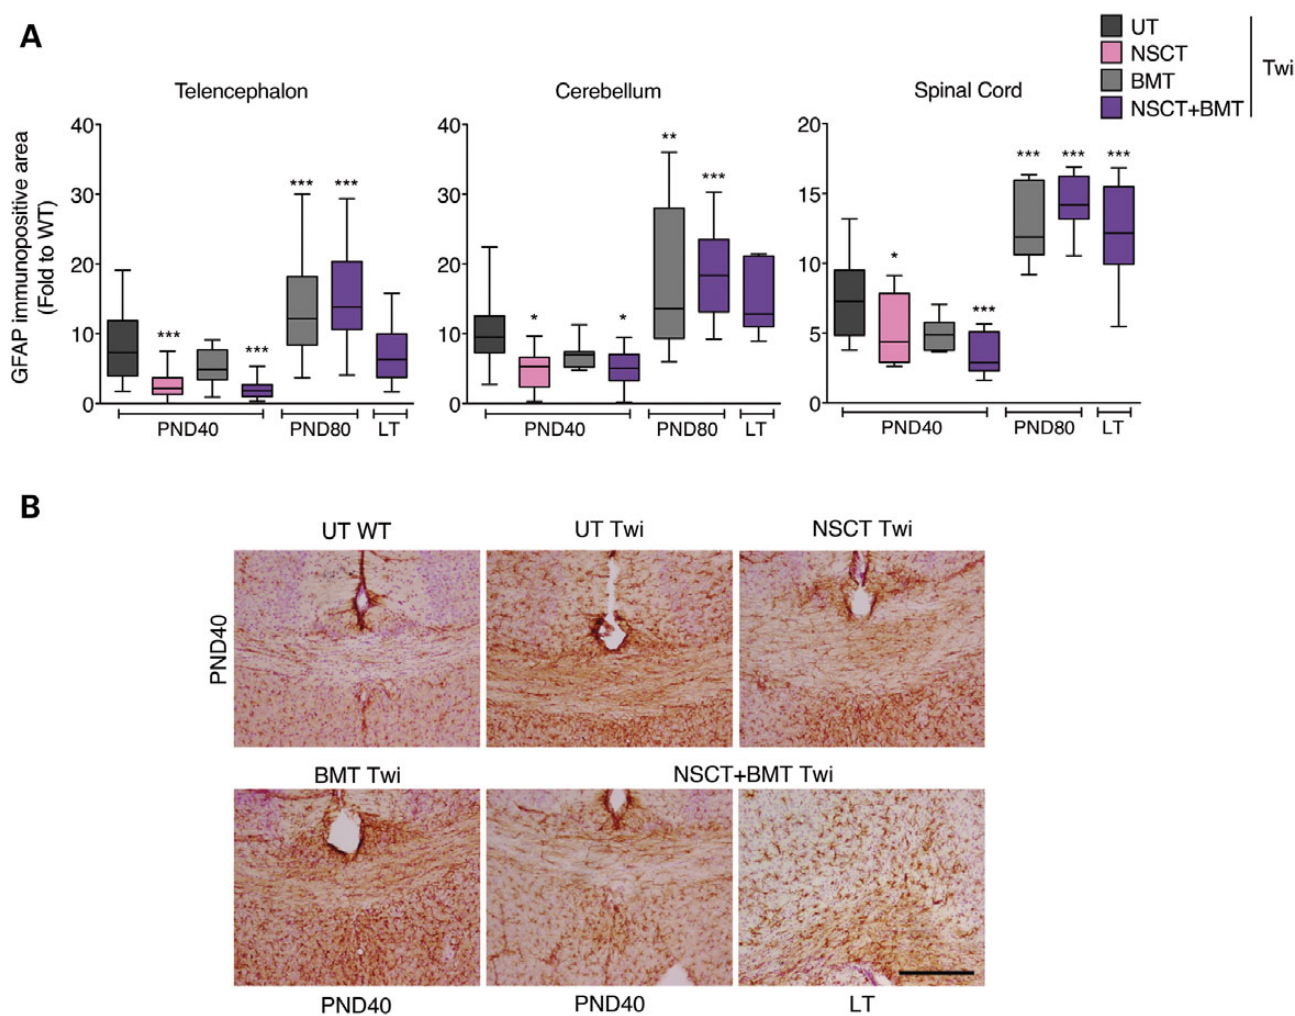 A
UT
NSCT
BMT
NSCT+BMT
Twi
Telencephalon
Cerebellum
Spinal Cord
GFAP immunopositive area
(Fold to WT)
40
30
20
10
0
***
***
***
***
PND40
PND80
LT
40
30
20
10
0
*
*
**
***
PND40
PND80
LT
20
15
10
5
0
*
***
***
***
***
PND40
PND80
LT
B
UT WT
UT Twi
NSCT Twi
PND40
BMT Twi
NSCT+BMT Twi
PND40
PND40
LT